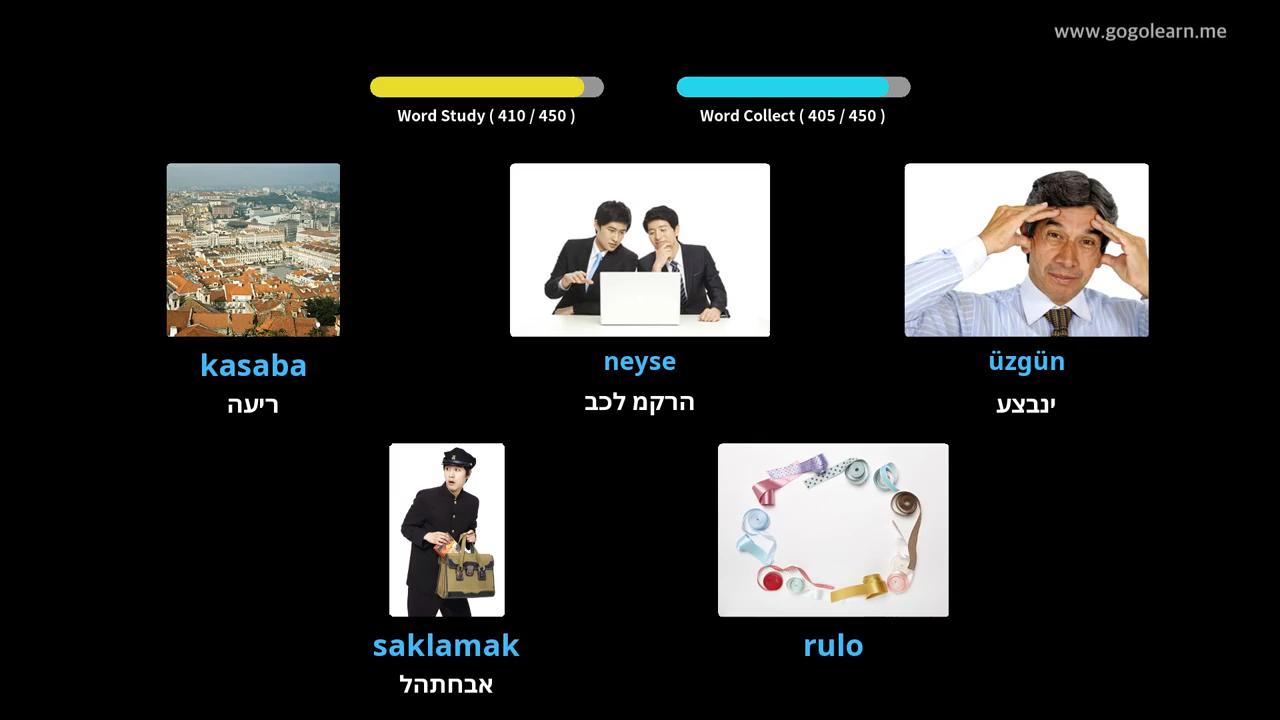 www.gogolearn.me
Word Study ( 410 / 450 )
Word Collect ( 405 / 450 )
kasaba
ריעה
neyse
הרקמ לכב
üzgün
ינבצע
saklamak
אבחתהל
rulo